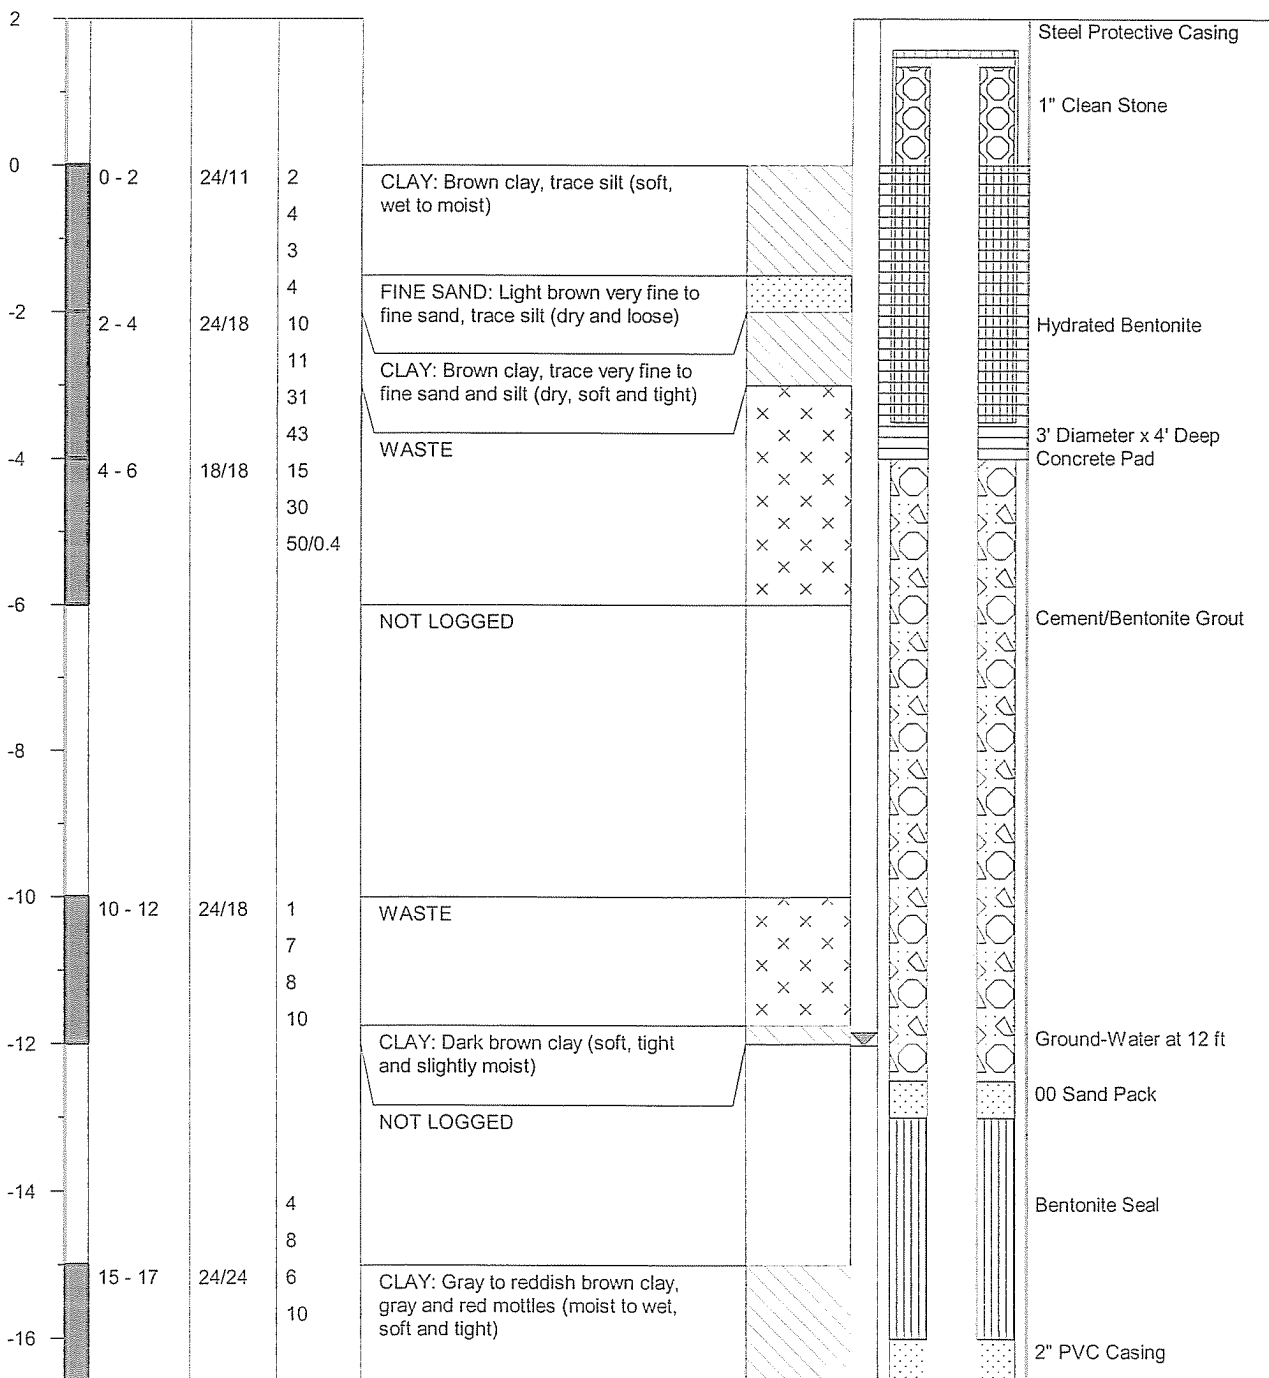 2
Steel Protective Casing
1" Clean Stone
0
0 - 2 24/11 2
CLAY: Brown clay, trace silt (soft,
wet to moist)
4
3
4
FINE SAND: Light brown very fine to
fine sand, trace silt (dry and loose)
-2
2 - 4 24/18 10
Hydrated Bentonite
11
CLAY: Brown clay, trace very fine to
fine sand and silt (dry, soft and tight)
31
43
WASTE
3' Diameter x 4' Deep
Concrete Pad
-4
4 - 6 18/18 15
30
50/0.4
-6
NOT LOGGED
Cement/Bentonite Grout
-8
-10
10 - 12 24/18 1
WASTE
7
8
10
-12
CLAY: Dark brown clay (soft, tight
and slightly moist)
Ground-Water at 12 ft
00 Sand Pack
NOT LOGGED
-14
4
Bentonite Seal
8
15 - 17 24/24 6
CLAY: Gray to reddish brown clay,
gray and red mottles (moist to wet,
soft and tight)
10
-16
2" PVC Casing